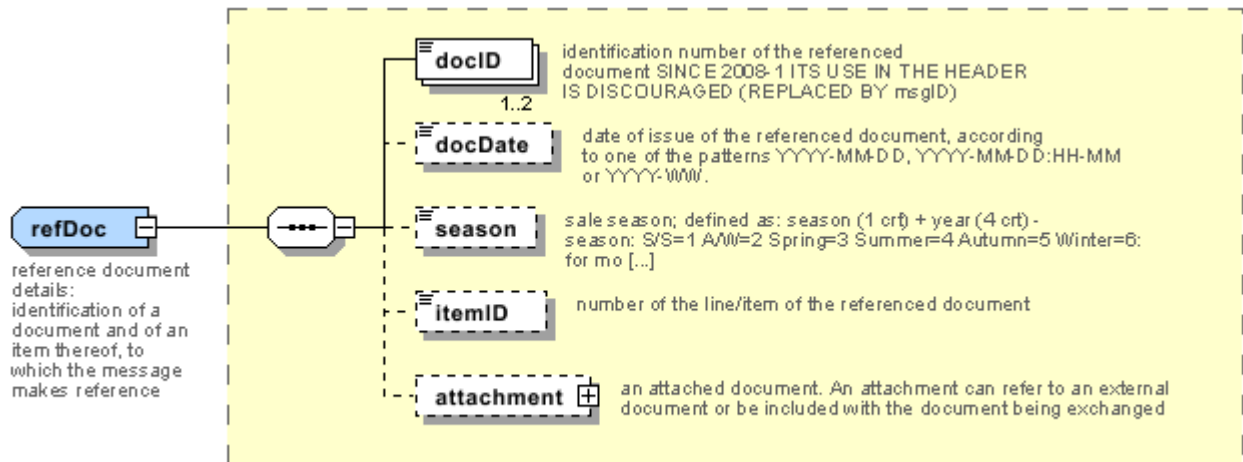 refDoc
reference document
details:
identification of a
document and of an
item thereof, to
which the message
makes reference
docID
1..2
identification number of the referenced
document SINCE 2008-1 ITS USE IN THE HEADER
IS DISCOURAGED (REPLACED BY msgID)
docDate
date of issue of the referenced document, according
to one of the patterns YYYY-MM-DD, YYYY-MM-DD:HH-MM
or YYYY-WW.
season
sale season; defined as: season (1 crt) + year (4 crt) -
season: S/S=1 A/W=2 Spring=3 Summer=4 Autumn=5 Winter=6:
for mo [...]
itemID
number of the line/item of the referenced document
attachment
an attached document. An attachment can refer to an external
document or be included with the document being exchanged